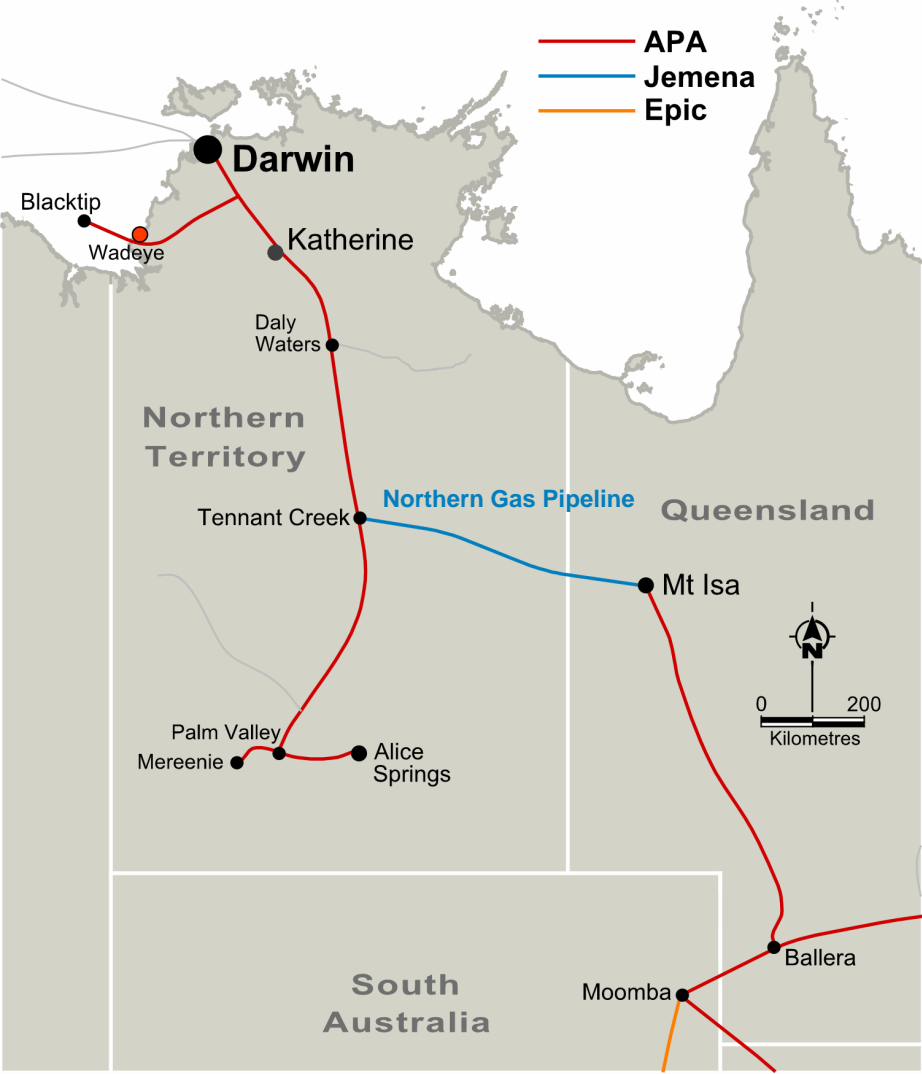 APA
Jemena
Epic
Darwin
Blacktip
Wadeye
Katherine
Daly
Waters
Northern
Territory
Northern Gas Pipeline
Queensland
Tennant Creek
Mt Isa
N
0 200
Kilometres
Palm Valley
Mereenie
Alice
Springs
Ballera
Moomba
South
Australia